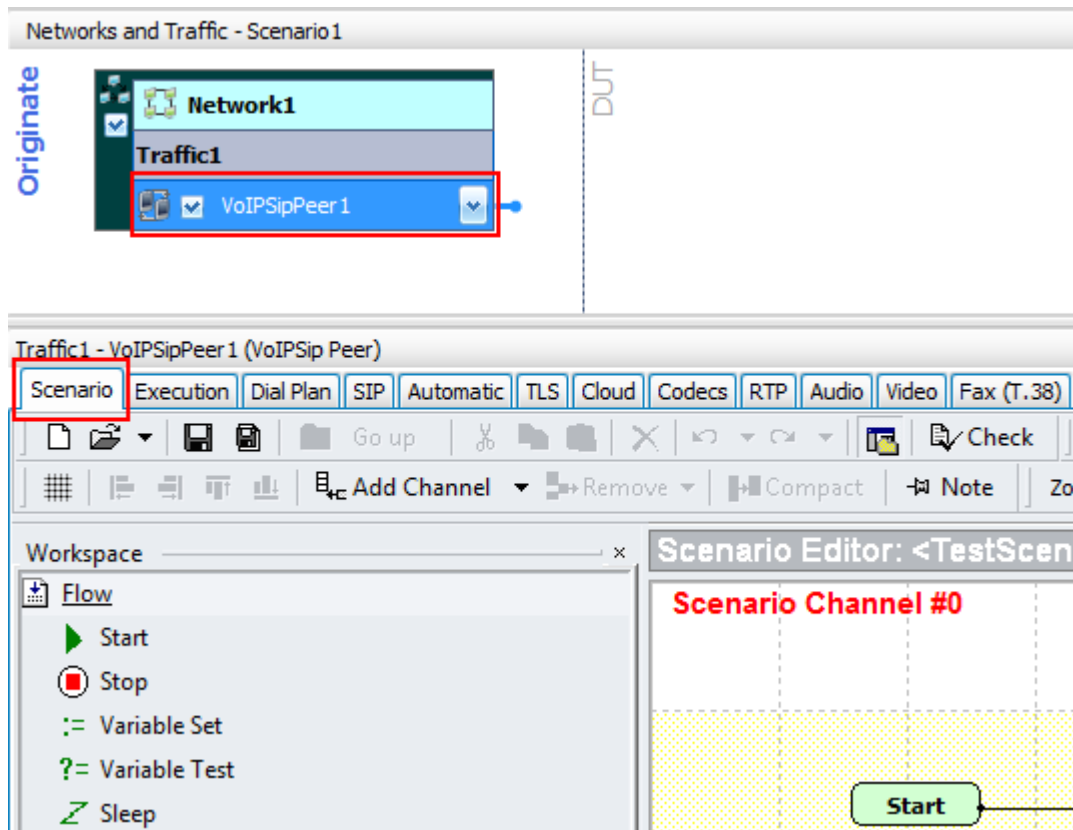 Networks and Traffic - Scenario1
Originate
DUT
Network1
Traffic1
VoIPSipPeer1
Traffic1 - VoIPSipPeer1 (VoIPSip Peer)
Scenario Execution Dial Plan SIP Automatic TLS Cloud Codecs RTP Audio Video Fax (T.38)
Go up Check
Add Channel Remove Compact Note
Workspace
Scenario Editor:
Flow
Scenario Channel #0
Start
Stop
:= Variable Set
?= Variable Test
Sleep
Start